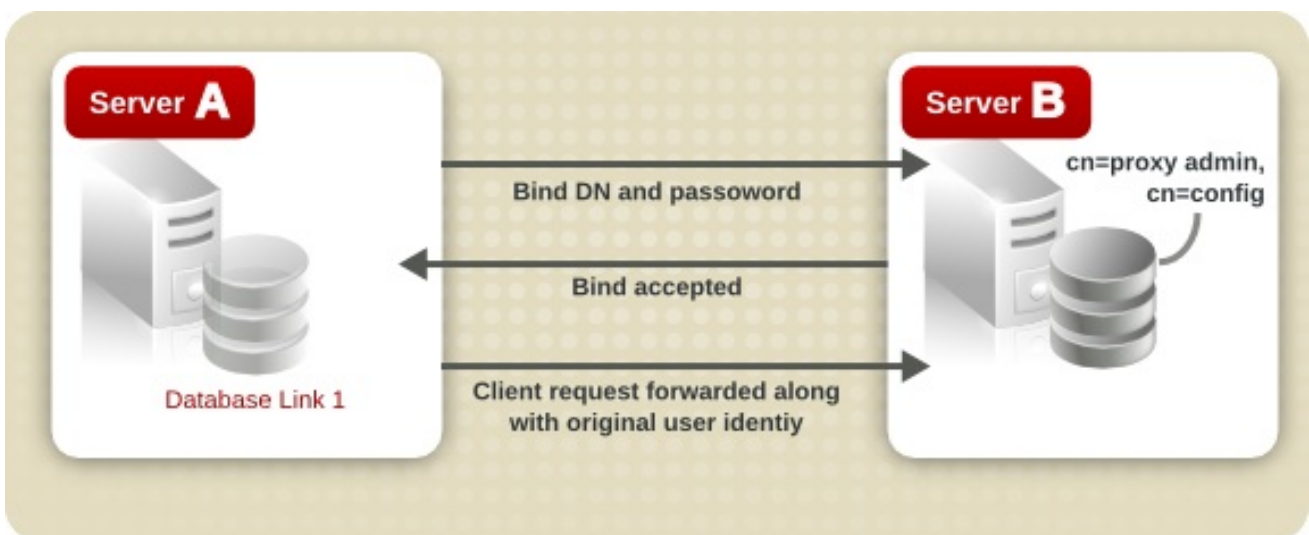 Server A
Server B
cn=proxy admin,
cn=config
Bind DN and passoword
Bind accepted
Client request forwarded along
with original user identiy
Database Link 1